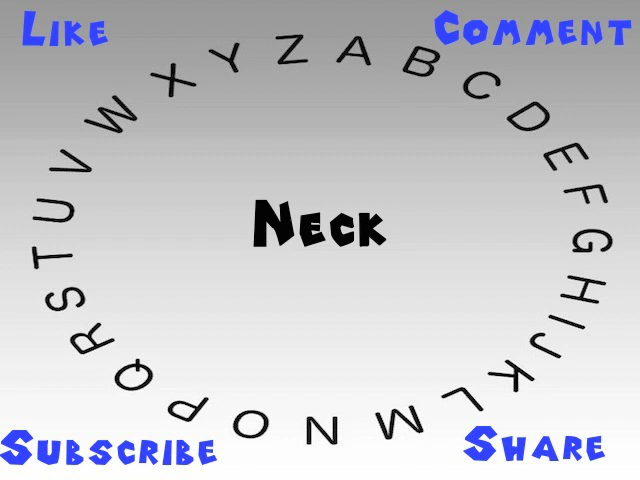 Like
Comment
A B C D E F G H I J K L M N O P Q R S T U V W X Y Z
Neck
Subscribe
Share